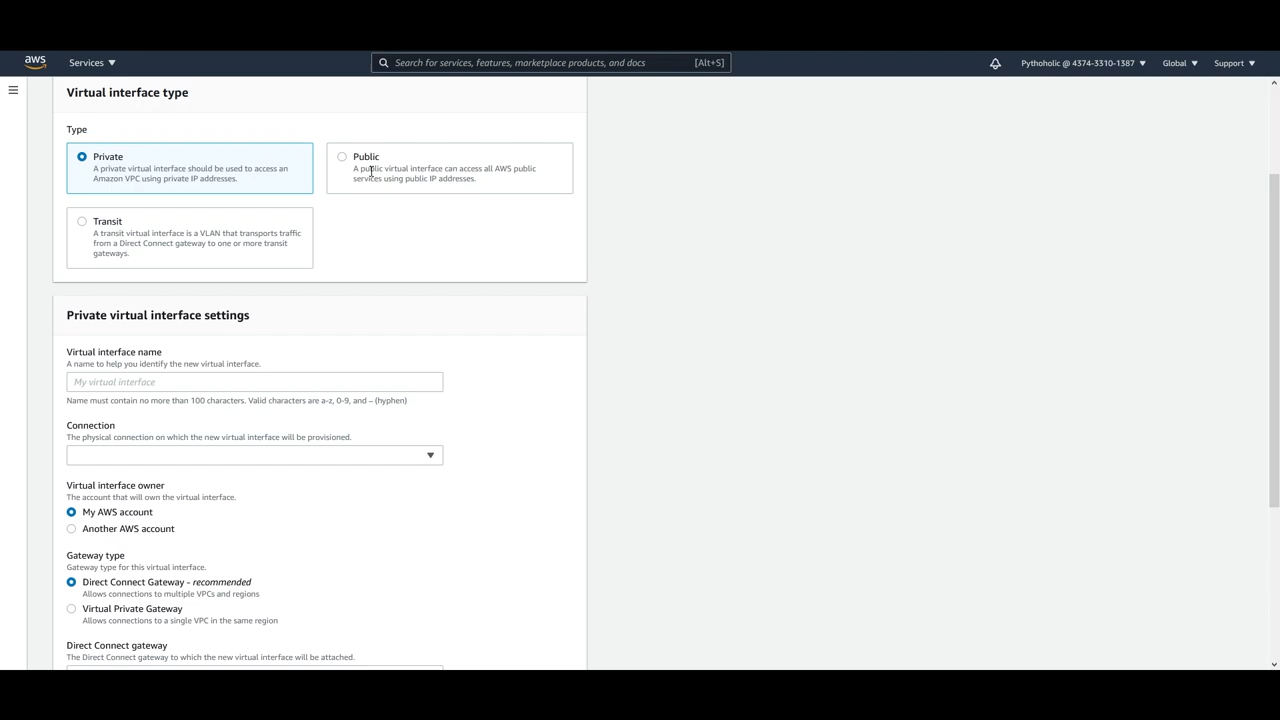 aws Services Search for services, features, marketplace products, and docs [Alt+S] Pythoholic @ 4374-3310-1387 Global Support
Virtual interface type
Type
Private
A private virtual interface should be used to access an
Amazon VPC using private IP addresses.
Public
A public virtual interface can access all AWS public
services using public IP addresses.
Transit
A transit virtual interface is a VLAN that transports traffic
from a Direct Connect gateway to one or more transit
gateways.
Private virtual interface settings
Virtual interface name
A name to help you identify the new virtual interface.
My virtual interface
Name must contain no more than 100 characters. Valid characters are a-z, 0-9, and – (hyphen)
Connection
The physical connection on which the new virtual interface will be provisioned.
Virtual interface owner
The account that will own the virtual interface.
My AWS account
Another AWS account
Gateway type
Gateway type for this virtual interface.
Direct Connect Gateway - recommended
Allows connections to multiple VPCs and regions
Virtual Private Gateway
Allows connections to a single VPC in the same region
Direct Connect gateway
The Direct Connect gateway to which the new virtual interface will be attached.